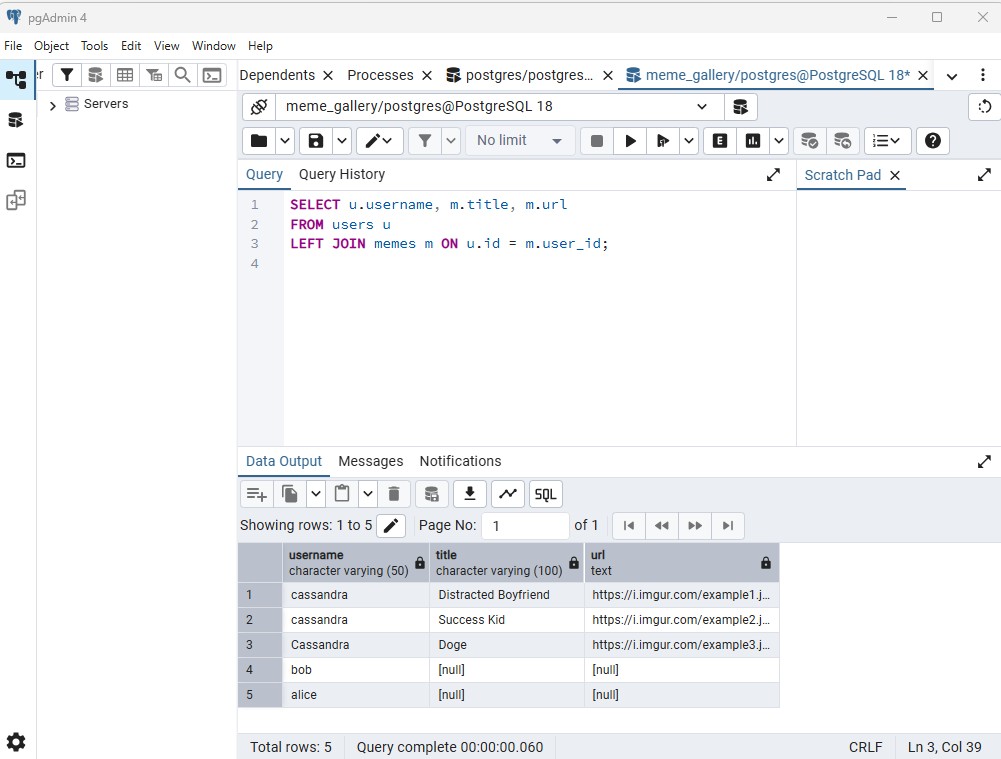 pgAdmin 4
File Object Tools Edit View Window Help
r Dependents Processes postgres/postgres... meme_gallery/postgres@PostgreSQL 18*
Servers
meme_gallery/postgres@PostgreSQL 18
No limit
E
Query Query History Scratch Pad
1 SELECT u.username, m.title, m.url
2 FROM users u
3 LEFT JOIN memes m ON u.id = m.user_id;
4
Data Output Messages Notifications
SQL
Showing rows: 1 to 5 Page No: 1 of 1
username title url
character varying (50) character varying (100) text
1 cassandra Distracted Boyfriend https://i.imgur.com/example1.j...
2 cassandra Success Kid https://i.imgur.com/example2.j...
3 Cassandra Doge https://i.imgur.com/example3.j...
4 bob [null] [null]
5 alice [null] [null]
Total rows: 5 Query complete 00:00:00.060 CRLF Ln 3, Col 39